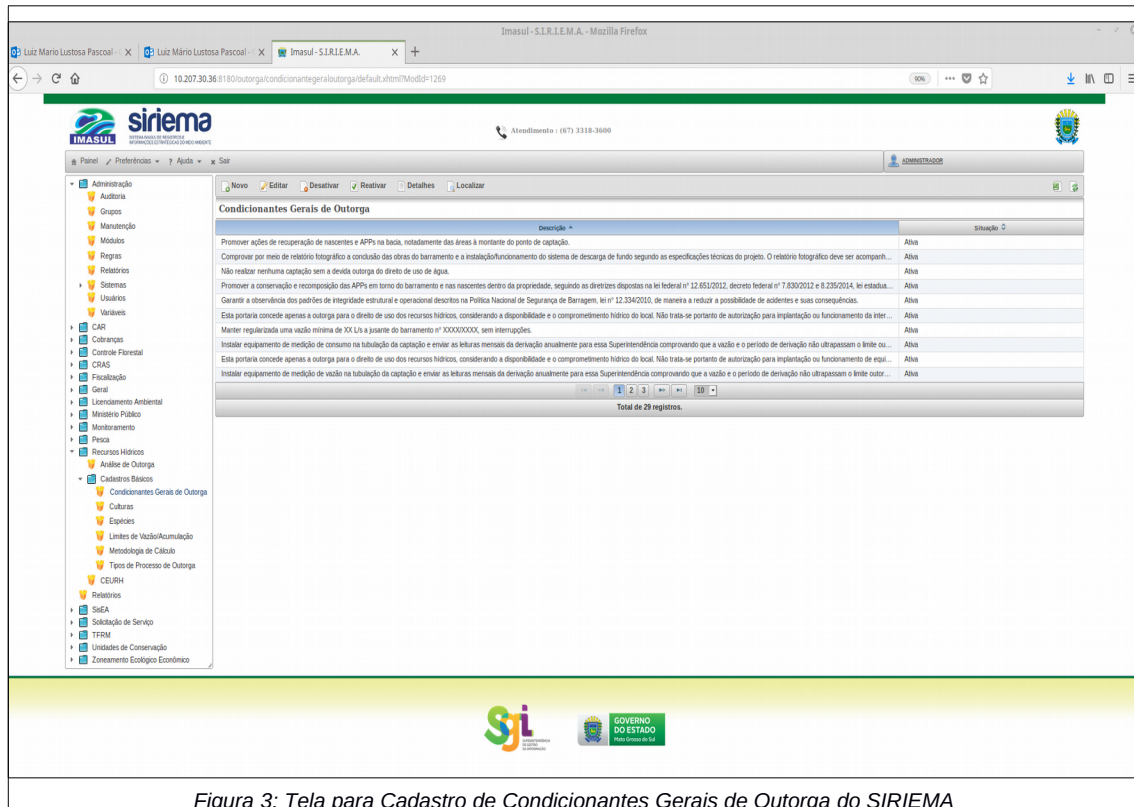 Imasul - S.I.R.I.E.M.A. - Mozilla Firefox
Luiz Mario Lustosa Pascoal -
Luiz Mário Lustosa Pascoal -
Imasul - S.I.R.I.E.M.A.
10.207.30.36:8180/outorga/condicionantegeraloutorga/default.xhtml?ModId=1269
90%
IMASUL
siriema
Atendimento : (67) 3318-3600
Painel Preferências ? Ajuda x Sair
ADMINISTRADOR
Administração
Auditoria
Grupos
Manutenção
Módulos
Regras
Relatórios
Sistemas
Usuários
Variáveis
CAR
Cobranças
Controle Florestal
CRAS
Fiscalização
Geral
Licenciamento Ambiental
Ministério Público
Monitoramento
Pesca
Recursos Hídricos
Análise de Outorga
Cadastros Básicos
Condicionantes Gerais de Outorga
Culturas
Espécies
Limites de Vazão/Acumulação
Metodologia de Cálculo
Tipos de Processo de Outorga
CEURH
Relatórios
SisEA
Solicitação de Serviço
TFRM
Unidades de Conservação
Zoneamento Ecológico Econômico
Novo Editar Desativar Reativar Detalhes Localizar
Condicionantes Gerais de Outorga
Descrição Situação
Promover ações de recuperação de nascentes e APPs na bacia, notadamente das áreas à montante do ponto de captação. Ativa
Comprovar por meio de relatório fotográfico a conclusão das obras do barramento e a instalação/funcionamento do sistema de descarga de fundo segundo as especificações técnicas do projeto. O relatório fotográfico deve ser acompanh... Ativa
Não realizar nenhuma captação sem a devida outorga do direito de uso de água. Ativa
Promover a conservação e recomposição das APPs em torno do barramento e nas nascentes dentro da propriedade, seguindo as diretrizes dispostas na lei federal n° 12.651/2012, decreto federal n° 7.830/2012 e 8.235/2014, lei estadua... Ativa
Garantir a observância dos padrões de integridade estrutural e operacional descritos na Política Nacional de Segurança de Barragem, lei n° 12.334/2010, de maneira a reduzir a possibilidade de acidentes e suas consequências. Ativa
Esta portaria concede apenas a outorga para o direito de uso dos recursos hídricos, considerando a disponibilidade e o comprometimento hídrico do local. Não trata-se portanto de autorização para implantação ou funcionamento da inter... Ativa
Manter regularizada uma vazão mínima de XX L/s a jusante do barramento n° XXXX/XXXX, sem interrupções. Ativa
Instalar equipamento de medição de consumo na tubulação da captação e enviar as leituras mensais da derivação anualmente para essa Superintendência comprovando que a vazão e o período de derivação não ultrapassam o limite ou... Ativa
Esta portaria concede apenas a outorga para o direito de uso dos recursos hídricos, considerando a disponibilidade e o comprometimento hídrico do local. Não trata-se portanto de autorização para implantação ou funcionamento de equi... Ativa
Instalar equipamento de medição de vazão na tubulação da captação e enviar as leituras mensais da derivação anualmente para essa Superintendência comprovando que a vazão e o período de derivação não ultrapassam o limite outor... Ativa
1 2 3 10
Total de 29 registros.
sgi
GOVERNO
DO ESTADO
Mato Grosso do Sul
Figura 3: Tela para Cadastro de Condicionantes Gerais de Outorga do SIRIEMA